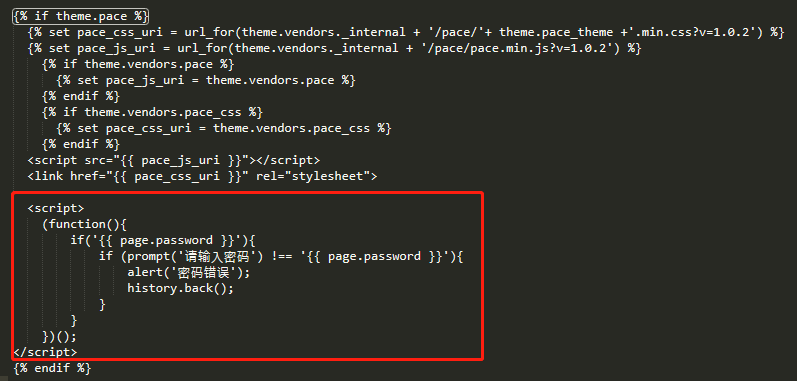 {% if theme.pace %}
{% set pace_css_uri = url_for(theme.vendors._internal + '/pace/'+ theme.pace_theme +'.min.css?v=1.0.2') %}
{% set pace_js_uri = url_for(theme.vendors._internal + '/pace/pace.min.js?v=1.0.2') %}
{% if theme.vendors.pace %}
{% set pace_js_uri = theme.vendors.pace %}
{% endif %}
{% if theme.vendors.pace_css %}
{% set pace_css_uri = theme.vendors.pace_css %}
{% endif %}
<script src="{{ pace_js_uri }}"></script>
<link href="{{ pace_css_uri }}" rel="stylesheet">
<script>
(function(){
if('{{ page.password }}'){
if (prompt('请输入密码') !== '{{ page.password }}'){
alert('密码错误');
history.back();
}
}
})();
</script>
{% endif %}